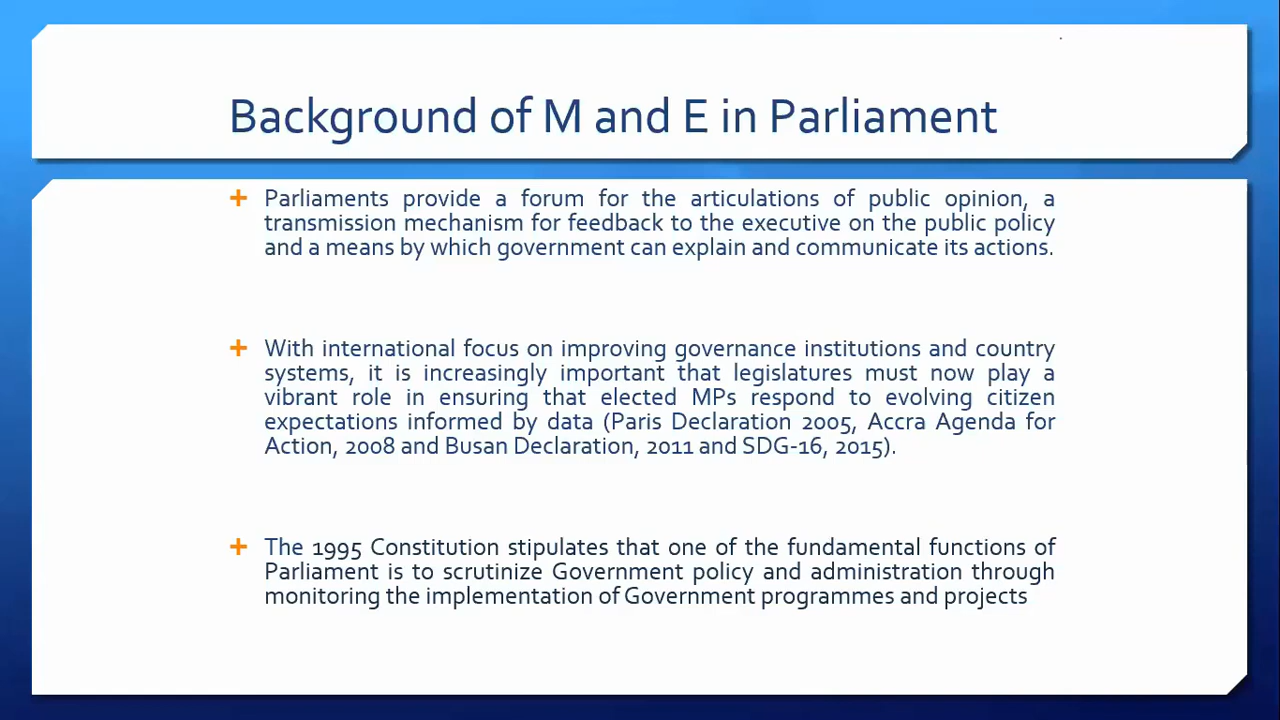 Background of M and E in Parliament
Parliaments provide a forum for the articulations of public opinion, a
transmission mechanism for feedback to the executive on the public policy
and a means by which government can explain and communicate its actions.
With international focus on improving governance institutions and country
systems, it is increasingly important that legislatures must now play a
vibrant role in ensuring that elected MPs respond to evolving citizen
expectations informed by data (Paris Declaration 2005, Accra Agenda for
Action, 2008 and Busan Declaration, 2011 and SDG-16, 2015).
The 1995 Constitution stipulates that one of the fundamental functions of
Parliament is to scrutinize Government policy and administration through
monitoring the implementation of Government programmes and projects